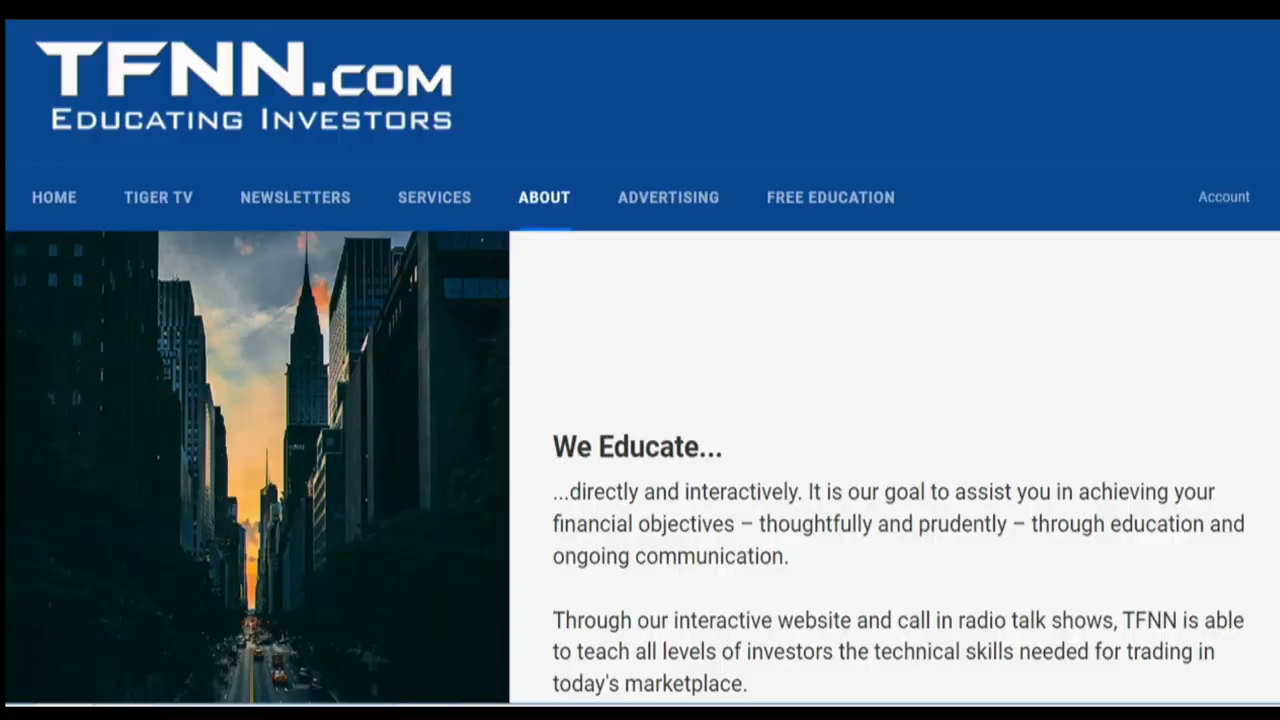 TFNN.COM
EDUCATING INVESTORS
HOME TIGER TV NEWSLETTERS SERVICES ABOUT ADVERTISING FREE EDUCATION Account
We Educate...
...directly and interactively. It is our goal to assist you in achieving your
financial objectives – thoughtfully and prudently – through education and
ongoing communication.
Through our interactive website and call in radio talk shows, TFNN is able
to teach all levels of investors the technical skills needed for trading in
today's marketplace.